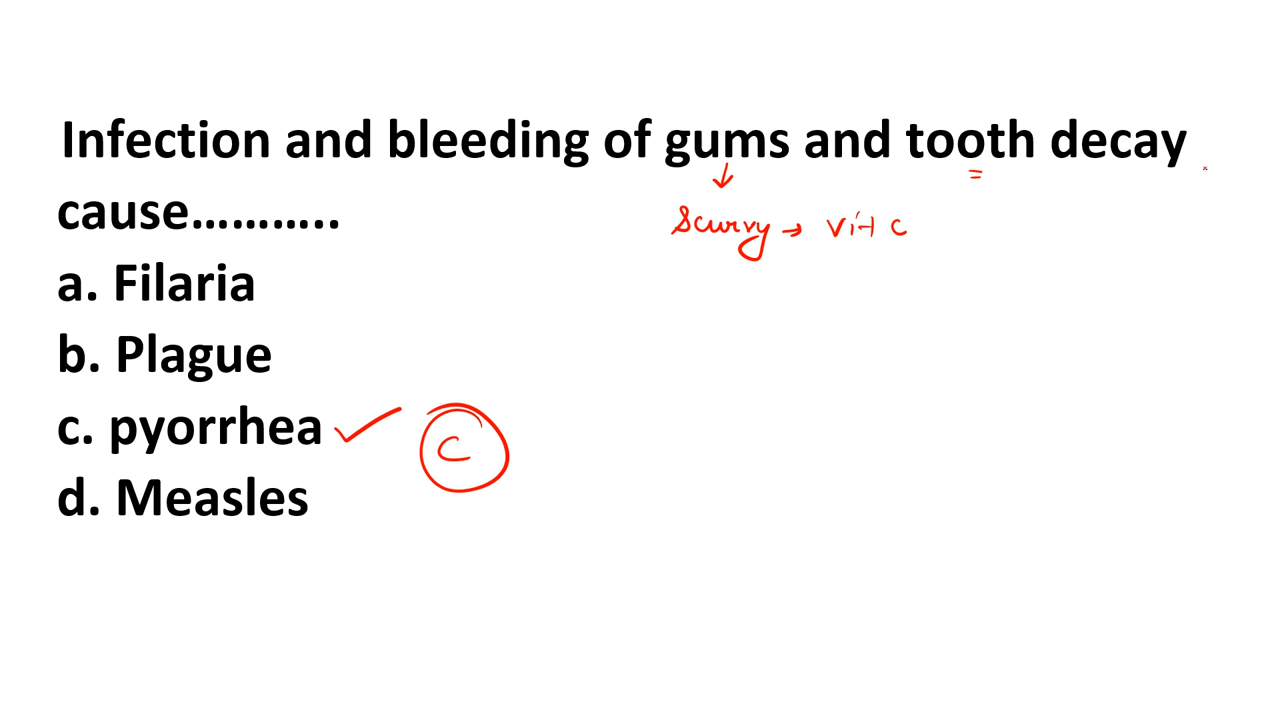 Infection and bleeding of gums and tooth decay
cause………..
Scurvy → vit c
a. Filaria
b. Plague
c. pyorrhea ✓ C
d. Measles